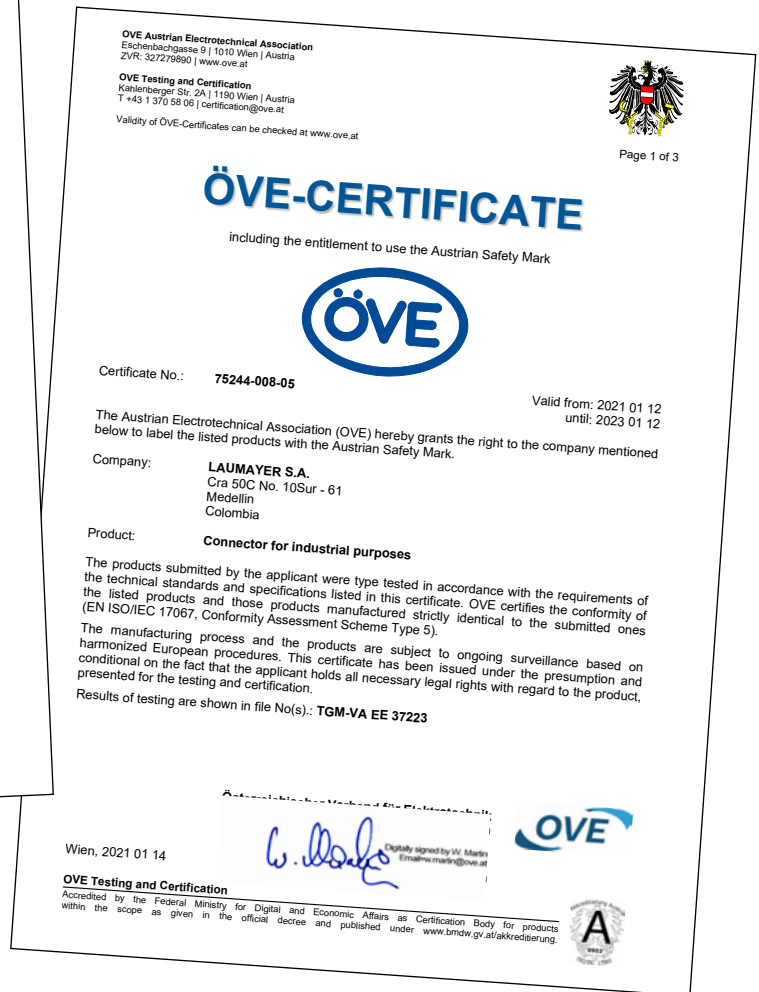 OVE Austrian Electrotechnical Association
Eschenbachgasse 9 | 1010 Wien | Austria
ZVR: 327279890 | www.ove.at
OVE Testing and Certification
Kahlenberger Str. 2A | 1190 Wien | Austria
T +43 1 370 58 06 | certification@ove.at
Validity of ÖVE-Certificates can be checked at www.ove.at
Page 1 of 3
ÖVE-CERTIFICATE
including the entitlement to use the Austrian Safety Mark
ÖVE
Certificate No.: 75244-008-05
Valid from: 2021 01 12
until: 2023 01 12
The Austrian Electrotechnical Association (OVE) hereby grants the right to the company mentioned
below to label the listed products with the Austrian Safety Mark.
Company: LAUMAYER S.A.
Cra 50C No. 10Sur - 61
Medellin
Colombia
Product: Connector for industrial purposes
The products submitted by the applicant were type tested in accordance with the requirements of
the technical standards and specifications listed in this certificate. OVE certifies the conformity of
the listed products and those products manufactured strictly identical to the submitted ones
(EN ISO/IEC 17067, Conformity Assessment Scheme Type 5).
The manufacturing process and the products are subject to ongoing surveillance based on
harmonized European procedures. This certificate has been issued under the presumption and
conditional on the fact that the applicant holds all necessary legal rights with regard to the product,
presented for the testing and certification.
Results of testing are shown in file No(s).: TGM-VA EE 37223
Österreichischer Verband für Elektrotechnik
W. Martin
Digitally signed by W. Martin
Email=w.martin@ove.at
OVE
Wien, 2021 01 14
OVE Testing and Certification
Accredited by the Federal Ministry for Digital and Economic Affairs as Certification Body for products
within the scope as given in the official decree and published under www.bmdw.gv.at/akkreditierung.
Akkreditierung Austria
A
0902